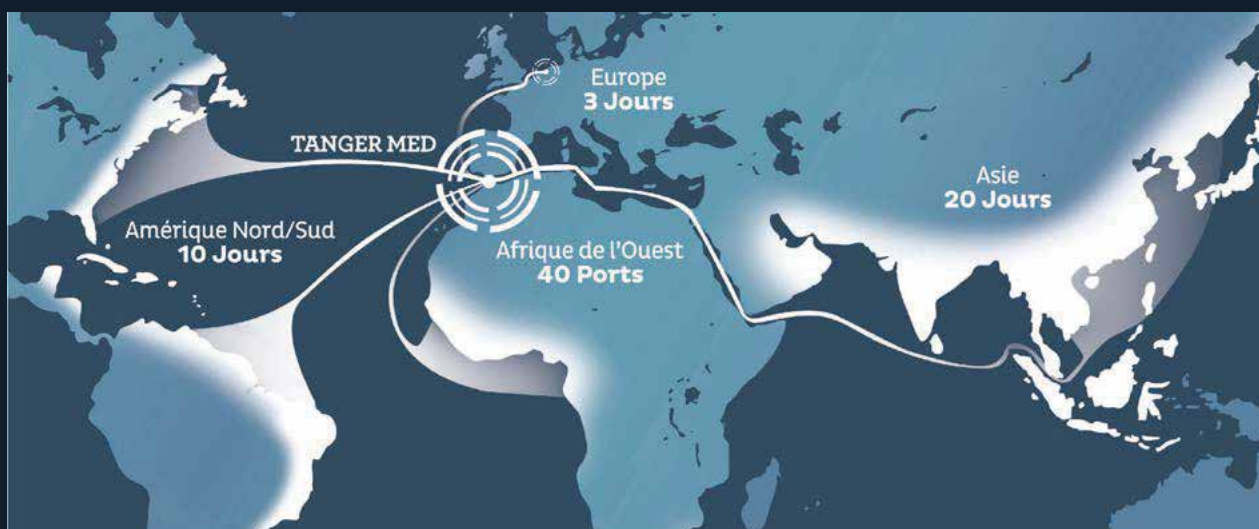 Europe
3 Jours
TANGER MED
Asie
20 Jours
Amérique Nord/Sud
10 Jours
Afrique de l'Ouest
40 Ports